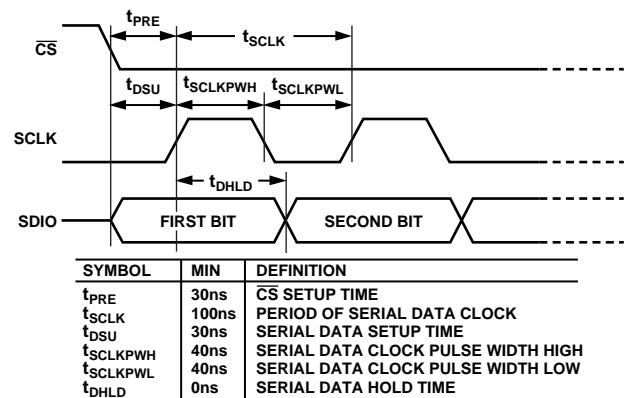 tPRE
tSCLK
CS
tDSU
tSCLKPWH
tSCLKPWL
SCLK
tDHLD
SDIO
FIRST BIT
SECOND BIT
SYMBOL MIN DEFINITION
tPRE 30ns CS SETUP TIME
tSCLK 100ns PERIOD OF SERIAL DATA CLOCK
tDSU 30ns SERIAL DATA SETUP TIME
tSCLKPWH 40ns SERIAL DATA CLOCK PULSE WIDTH HIGH
tSCLKPWL 40ns SERIAL DATA CLOCK PULSE WIDTH LOW
tDHLD 0ns SERIAL DATA HOLD TIME